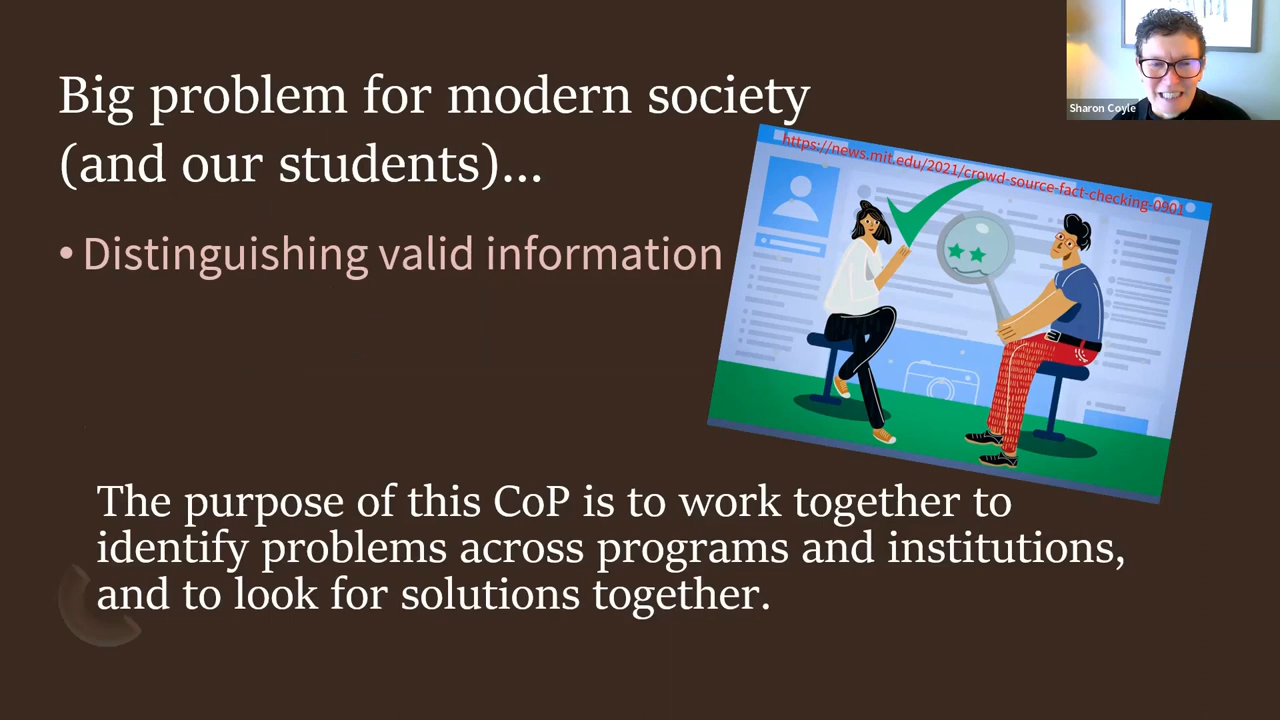 Big problem for modern society
(and our students)...
• Distinguishing valid information
https://news.mit.edu/2021/crowd-source-fact-checking-0901
Sharon Coyle
The purpose of this CoP is to work together to
identify problems across programs and institutions,
and to look for solutions together.